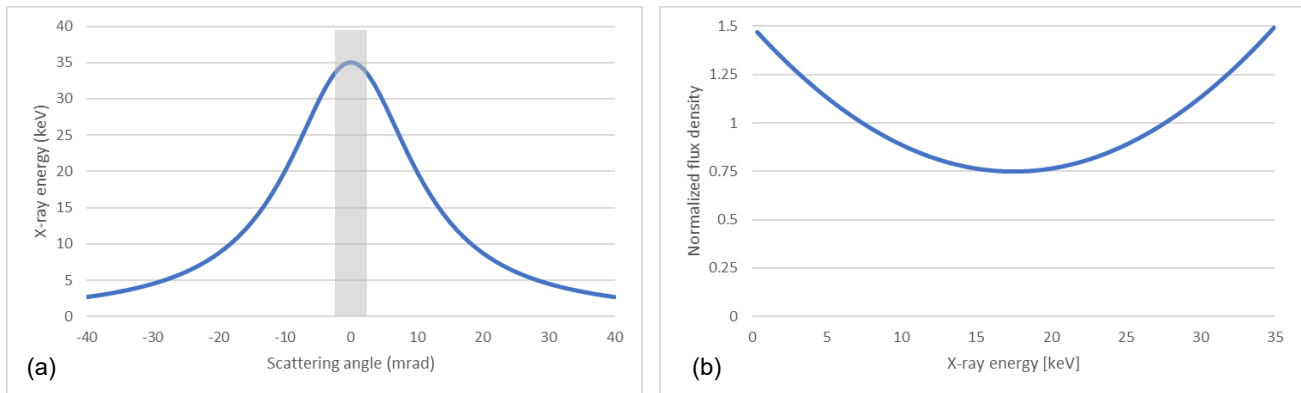 40
35
30
25
20
15
10
5
0
X-ray energy (keV)
-40 -30 -20 -10 0 10 20 30 40
Scattering angle (mrad)
(a)
1.5
1.25
1
0.75
0.5
0.25
0
Normalized flux density
0 5 10 15 20 25 30 35
X-ray energy [keV]
(b)